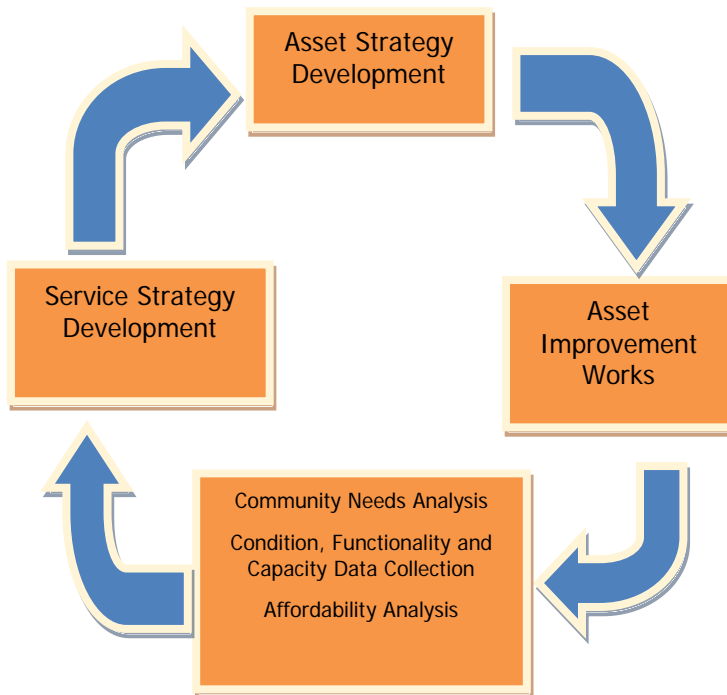 Asset Strategy
Development
Service Strategy
Development
Asset
Improvement
Works
Community Needs Analysis
Condition, Functionality and
Capacity Data Collection
Affordability Analysis